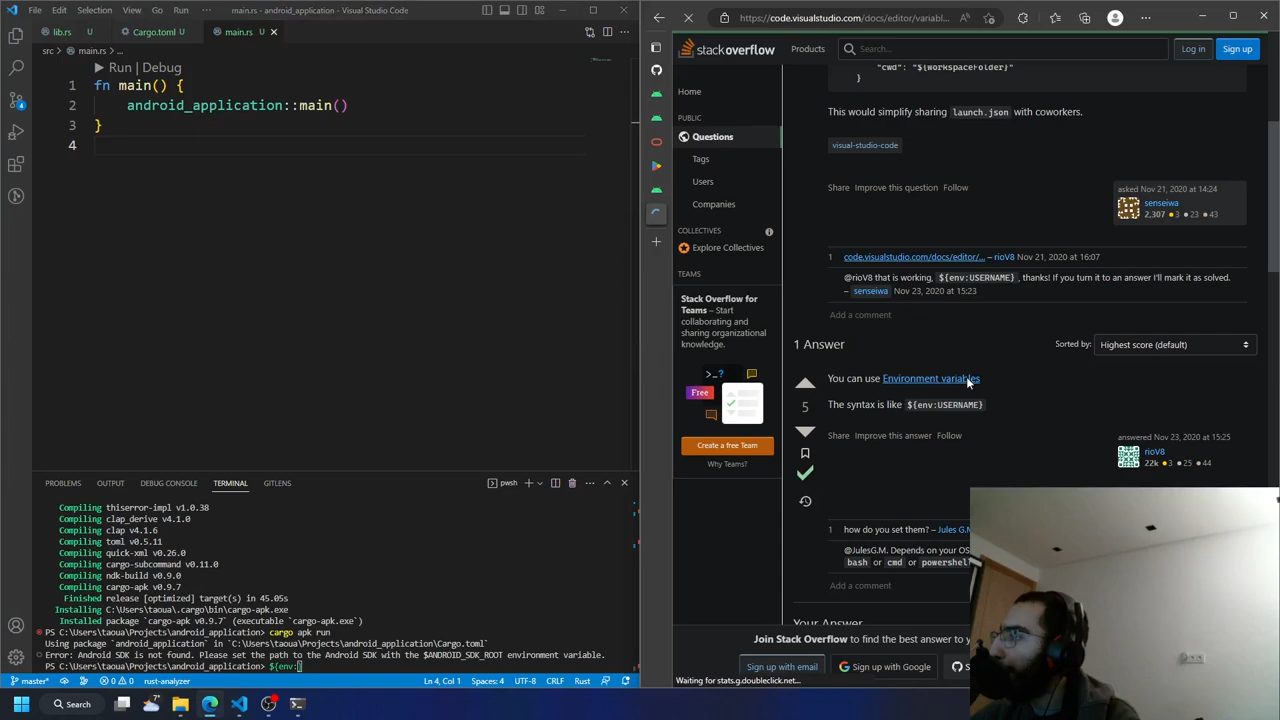 File Edit Selection View Go Run main.rs - android_application - Visual Studio Code
lib.rs U Cargo.toml U main.rs U
src > main.rs > ...
Run | Debug
1 fn main() {
2 android_application::main()
3 }
4
PROBLEMS OUTPUT DEBUG CONSOLE TERMINAL GITLENS
pwsh
Compiling thiserror-impl v1.0.38
Compiling clap_derive v4.1.0
Compiling clap v4.1.6
Compiling toml v0.5.11
Compiling quick-xml v0.26.0
Compiling cargo-subcommand v0.11.0
Compiling ndk-build v0.9.0
Compiling cargo-apk v0.9.7
Finished release [optimized] target(s) in 45.05s
Installing C:\Users\taoua\.cargo\bin\cargo-apk.exe
Installed package `cargo-apk v0.9.7` (executable `cargo-apk.exe`)
PS C:\Users\taoua\Projects\android_application> cargo apk run
Using package `android_application` in `C:\Users\taoua\Projects\android_application\Cargo.toml`
Error: Android SDK is not found. Please set the path to the Android SDK with the $ANDROID_SDK_ROOT environment variable.
PS C:\Users\taoua\Projects\android_application> ${env:
master* 0 0 rust-analyzer Ln 4, Col 1 Spaces: 4 UTF-8 CRLF Rust
https://code.visualstudio.com/docs/editor/variabl...
stackoverflow Products Search... Log in Sign up
Home
PUBLIC
Questions
Tags
Users
Companies
COLLECTIVES
Explore Collectives
TEAMS
Stack Overflow for
Teams – Start
collaborating and
sharing organizational
knowledge.
Free
Create a free Team
Why Teams?
"cwd": "${workspaceFolder}"
}
This would simplify sharing launch.json with coworkers.
visual-studio-code
Share Improve this question Follow
asked Nov 21, 2020 at 14:24
senseiwa
2,307 3 23 43
1 code.visualstudio.com/docs/editor/... – rioV8 Nov 21, 2020 at 16:07
@rioV8 that is working, ${env:USERNAME}, thanks! If you turn it to an answer I'll mark it as solved.
– senseiwa Nov 23, 2020 at 15:23
Add a comment
1 Answer
Sorted by: Highest score (default)
You can use Environment variables
5
The syntax is like ${env:USERNAME}
Share Improve this answer Follow
answered Nov 23, 2020 at 15:25
rioV8
22k 3 25 44
1 how do you set them? – Jules G.M.
@JulesG.M. Depends on your OS
bash or cmd or powershel
Add a comment
Your Answer
Join Stack Overflow to find the best answer to
Sign up with email Sign up with Google
Waiting for stats.g.doubleclick.net...
Search
7°